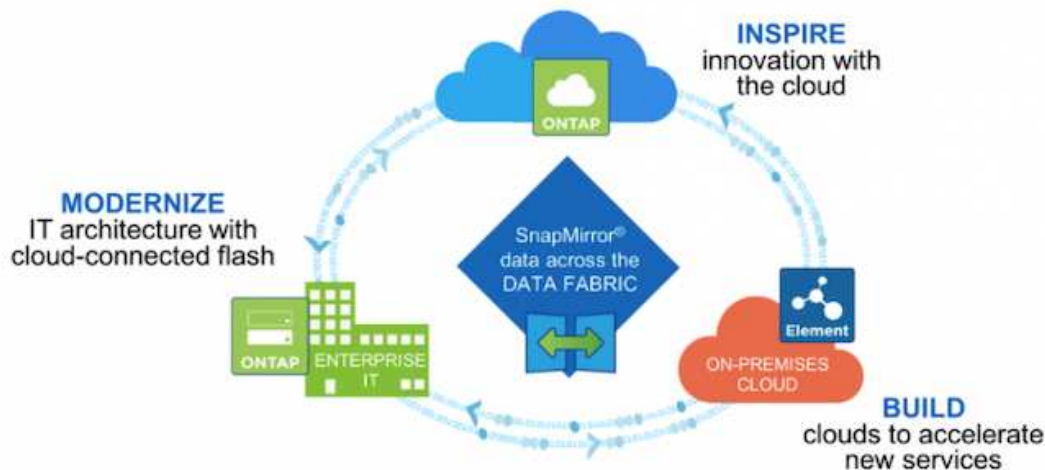 INSPIRE
innovation with
the cloud
ONTAP
MODERNIZE
IT architecture with
cloud-connected flash
SnapMirror®
data across the
DATA FABRIC
ONTAP
ENTERPRISE
IT
Element
ON-PREMISES
CLOUD
BUILD
clouds to accelerate
new services